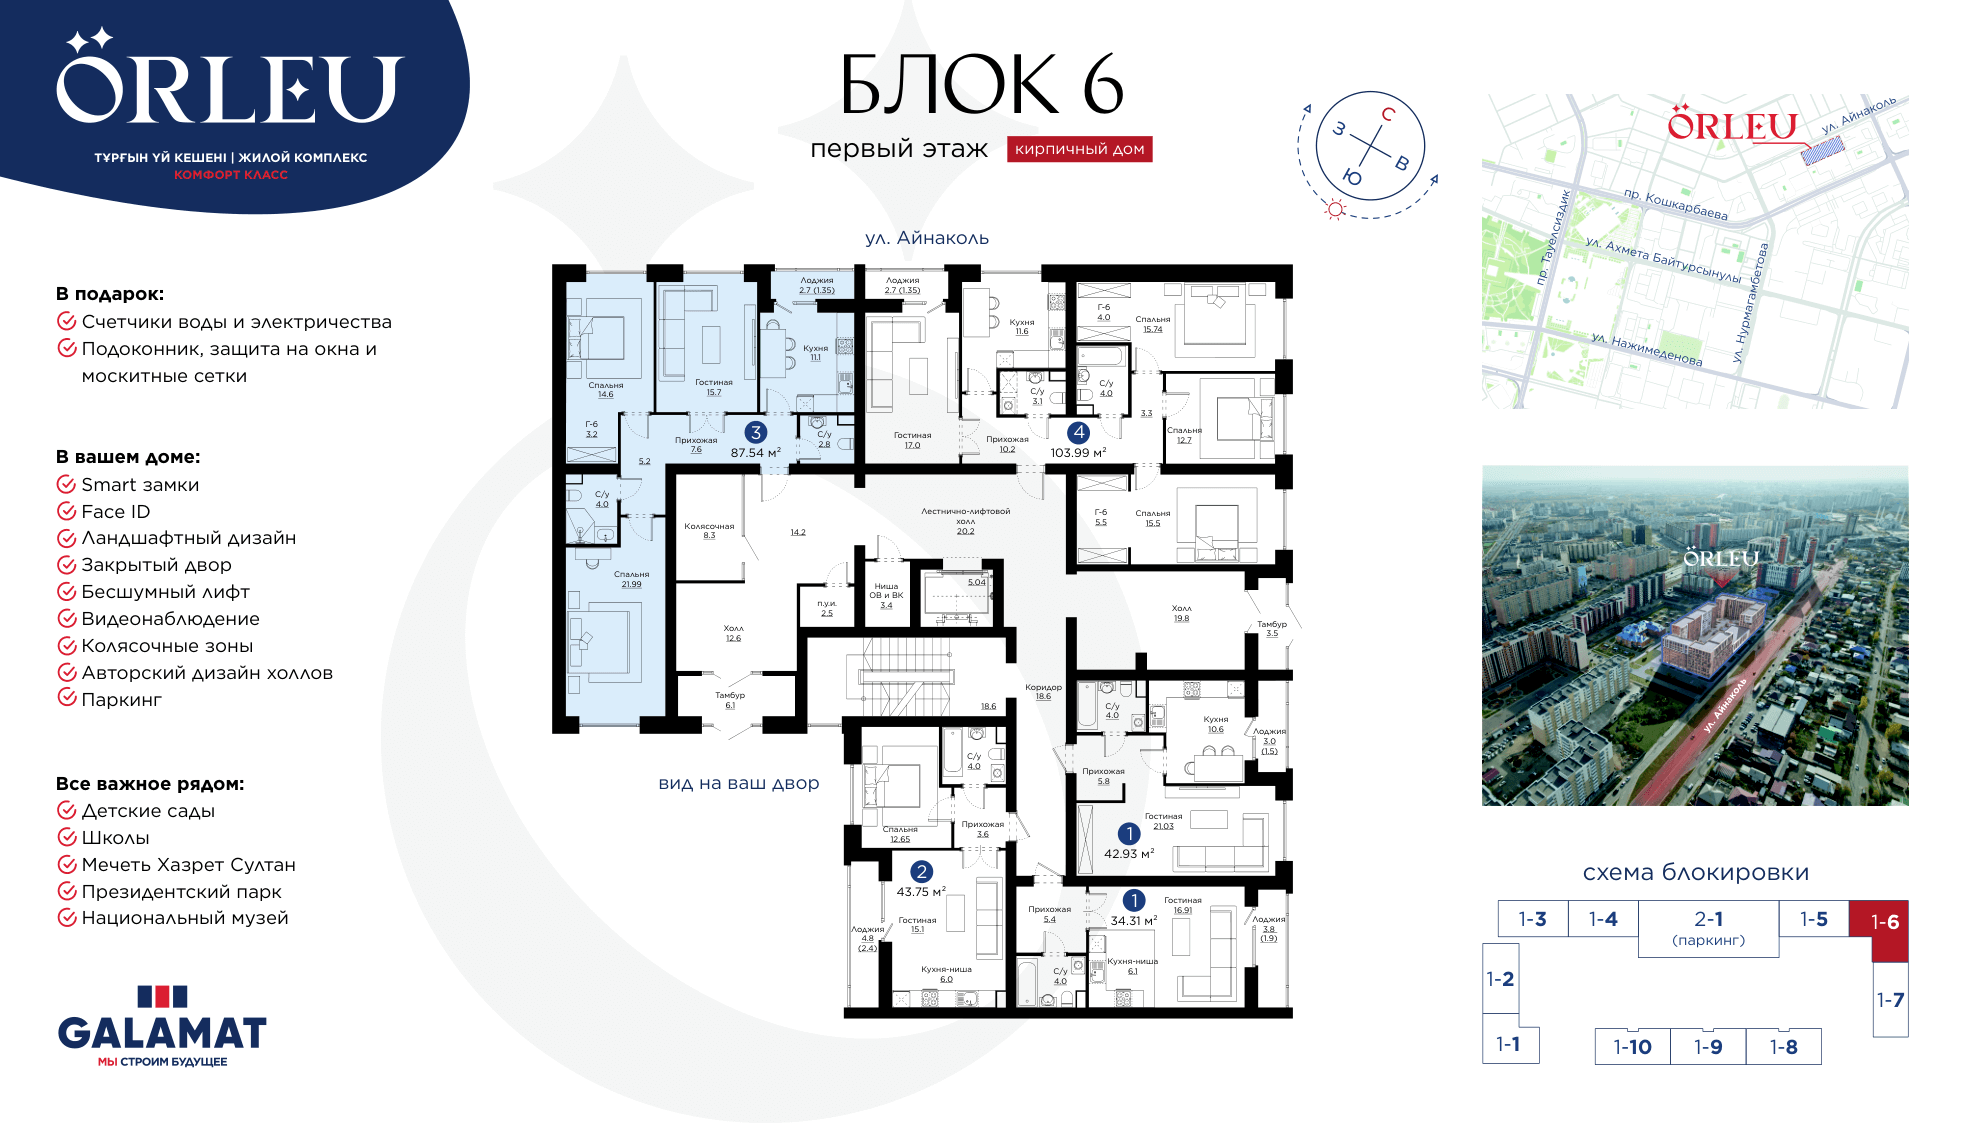 ÖRLEU
ТҰРҒЫН ҮЙ КЕШЕНІ | ЖИЛОЙ КОМПЛЕКС
КОМФОРТ КЛАСС
БЛОК 6
первый этаж
кирпичный дом
С
В
Ю
З
ÖRLEU
ул. Айнаколь
пр. Кошкарбаева
пр. Тауелсиздик
ул. Ахмета Байтурсынулы
ул. Нурмагамбетова
ул. Нажимеденова
В подарок:
Счетчики воды и электричества
Подоконник, защита на окна и
москитные сетки
В вашем доме:
Smart замки
Face ID
Ландшафтный дизайн
Закрытый двор
Бесшумный лифт
Видеонаблюдение
Колясочные зоны
Авторский дизайн холлов
Паркинг
Все важное рядом:
Детские сады
Школы
Мечеть Хазрет Султан
Президентский парк
Национальный музей
GALAMAT
МЫ СТРОИМ БУДУЩЕЕ
ул. Айнаколь
Лоджия
2.7 (1.35)
Лоджия
2.7 (1.35)
Спальня
14.6
Гостиная
15.7
Кухня
11.1
Г-б
3.2
Прихожая
7.6
3
87.54 м²
С/у
2.8
5.2
С/у
4.0
Спальня
21.99
Гостиная
17.0
Кухня
11.6
С/у
3.1
Прихожая
10.2
4
103.99 м²
Г-б
4.0
Спальня
15.74
С/у
4.0
3.3
Спальня
12.7
Г-б
5.5
Спальня
15.5
Колясочная
8.3
14.2
Лестнично-лифтовой
холл
20.2
Ниша
ОВ и ВК
3.4
5.04
п.у.и.
2.5
Холл
12.6
Тамбур
6.1
18.6
Коридор
18.6
Холл
19.8
Тамбур
3.5
вид на ваш двор
С/у
4.0
Кухня
10.6
Лоджия
3.0
(1.5)
Прихожая
5.8
Гостиная
21.03
1
42.93 м²
С/у
4.0
Спальня
12.65
Прихожая
3.6
2
43.75 м²
Гостиная
15.1
Лоджия
4.8
(2.4)
Кухня-ниша
6.0
Прихожая
5.4
1
34.31 м²
Гостиная
16.91
Лоджия
3.8
(1.9)
Кухня-ниша
6.1
С/у
4.0
ÖRLEU
ул. Айнаколь
схема блокировки
1-3
1-4
2-1
(паркинг)
1-5
1-6
1-2
1-7
1-1
1-10
1-9
1-8